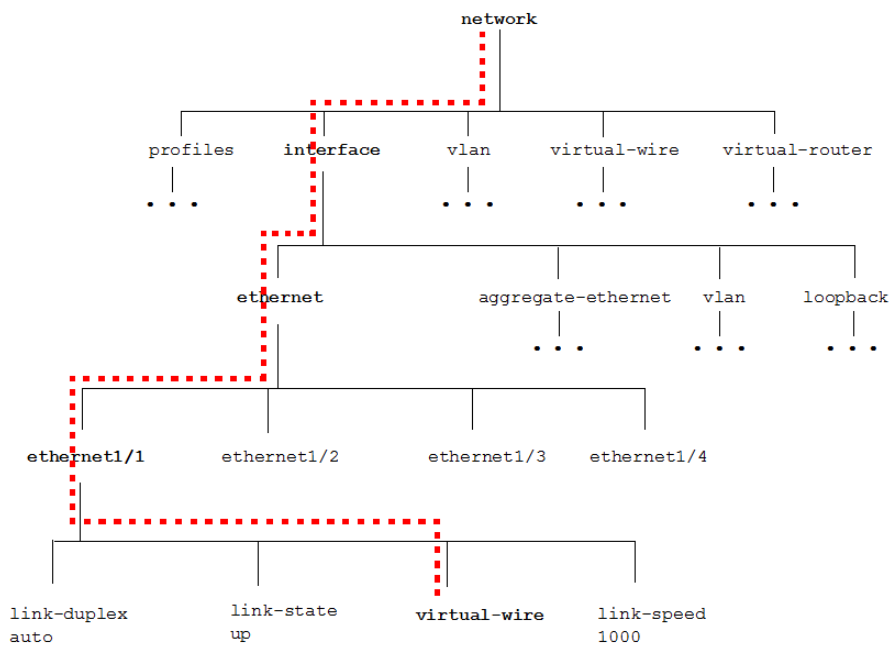 network
profiles interface vlan virtual-wire virtual-router
... ... ... ...
ethernet aggregate-ethernet vlan loopback
... ... ...
ethernet1/1 ethernet1/2 ethernet1/3 ethernet1/4
link-duplex link-state virtual-wire link-speed
auto up 1000